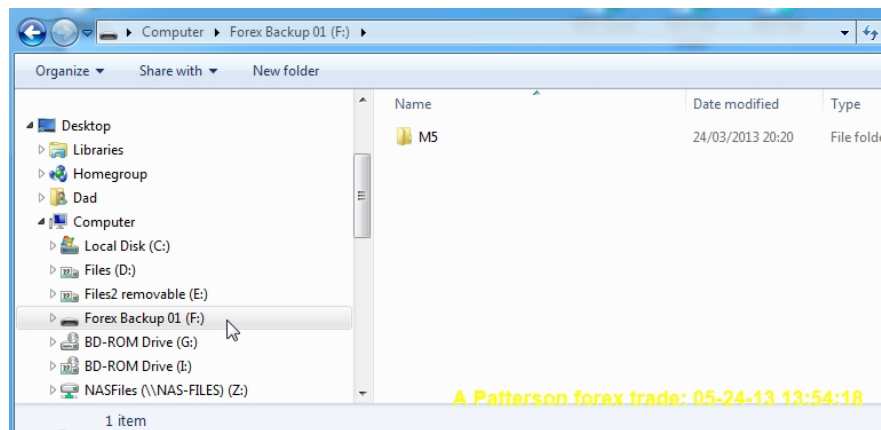 Computer Forex Backup 01 (F:)
Organize Share with New folder
Name Date modified Type
Desktop
M5 24/03/2013 20:20 File folde
Libraries
Homegroup
Dad
Computer
Local Disk (C:)
Files (D:)
Files2 removable (E:)
Forex Backup 01 (F:)
BD-ROM Drive (G:)
BD-ROM Drive (I:)
NASFiles (\\NAS-FILES) (Z:)
A Patterson forex trade: 05-24-13 13:54:18
1 item